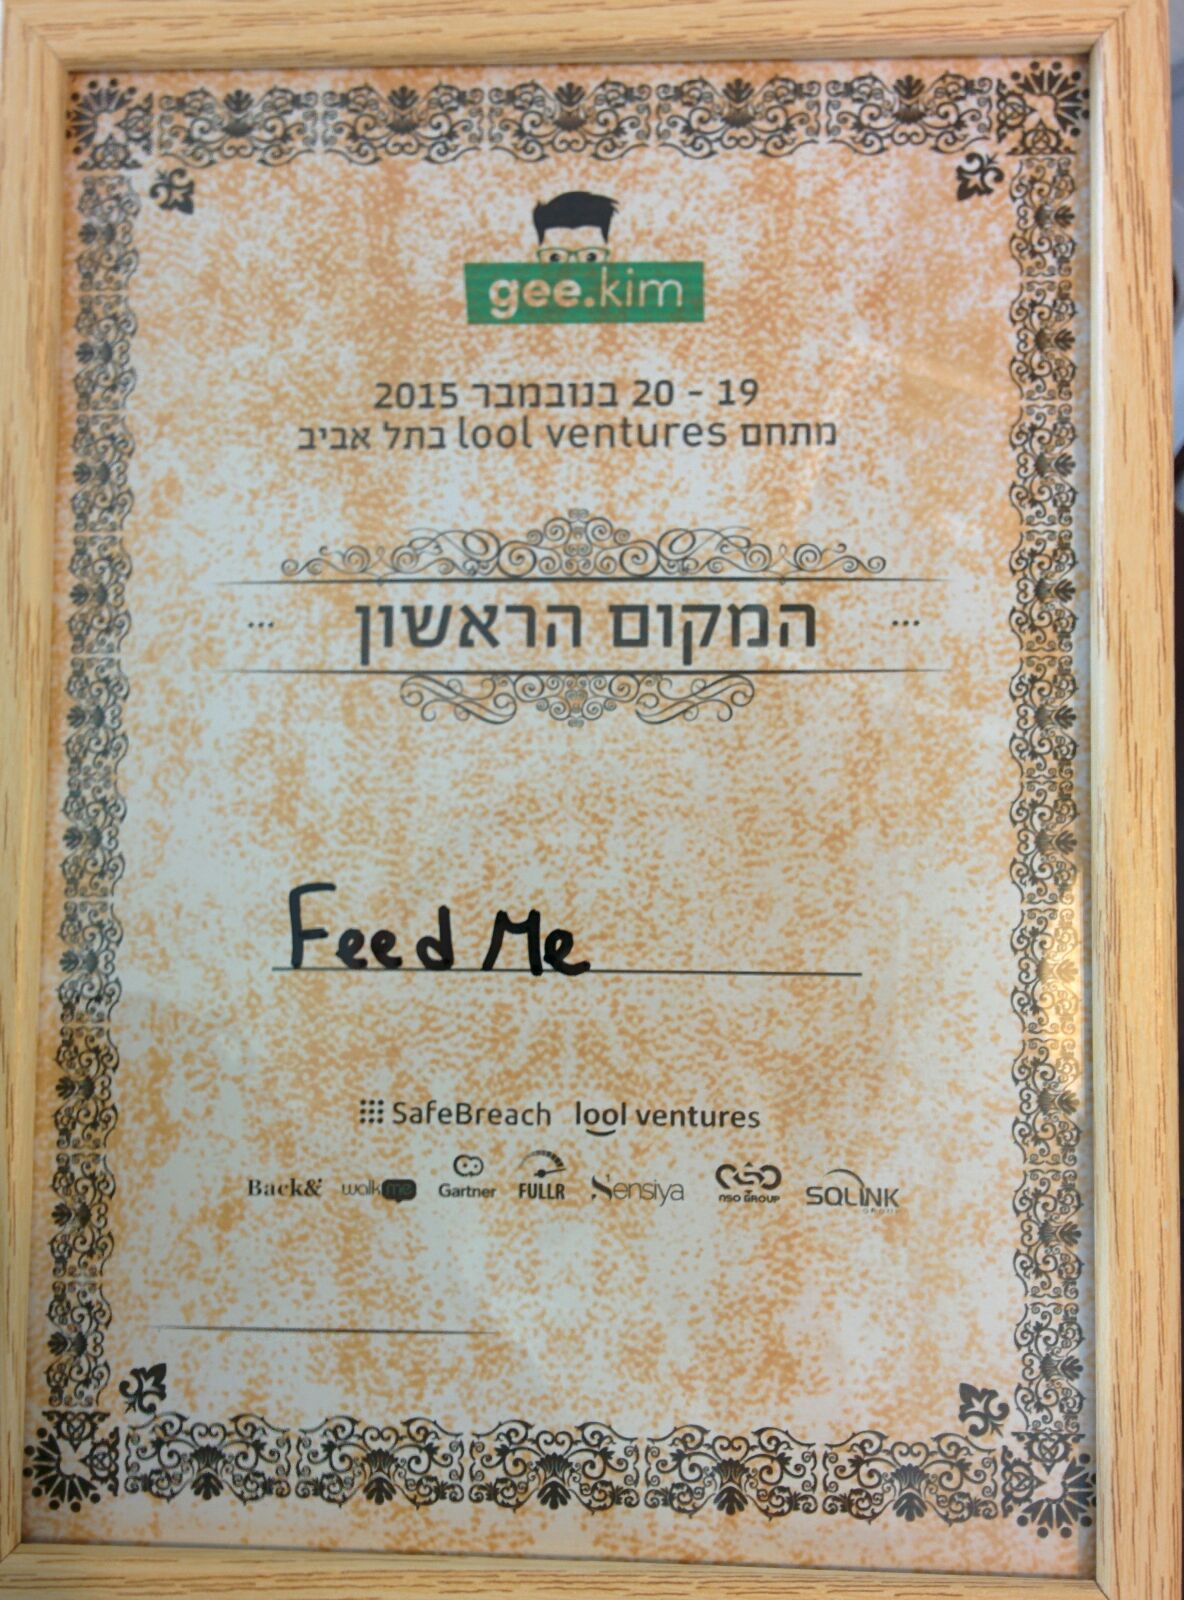 gee.kim
19 - 20 בנובמבר 2015
מתחם lool ventures בתל אביב
... המקום הראשון ...
Feed Me
SafeBreach lool ventures
Back& walkme Gartner FULLR Sensiya NSO GROUP SQLINK GROUP